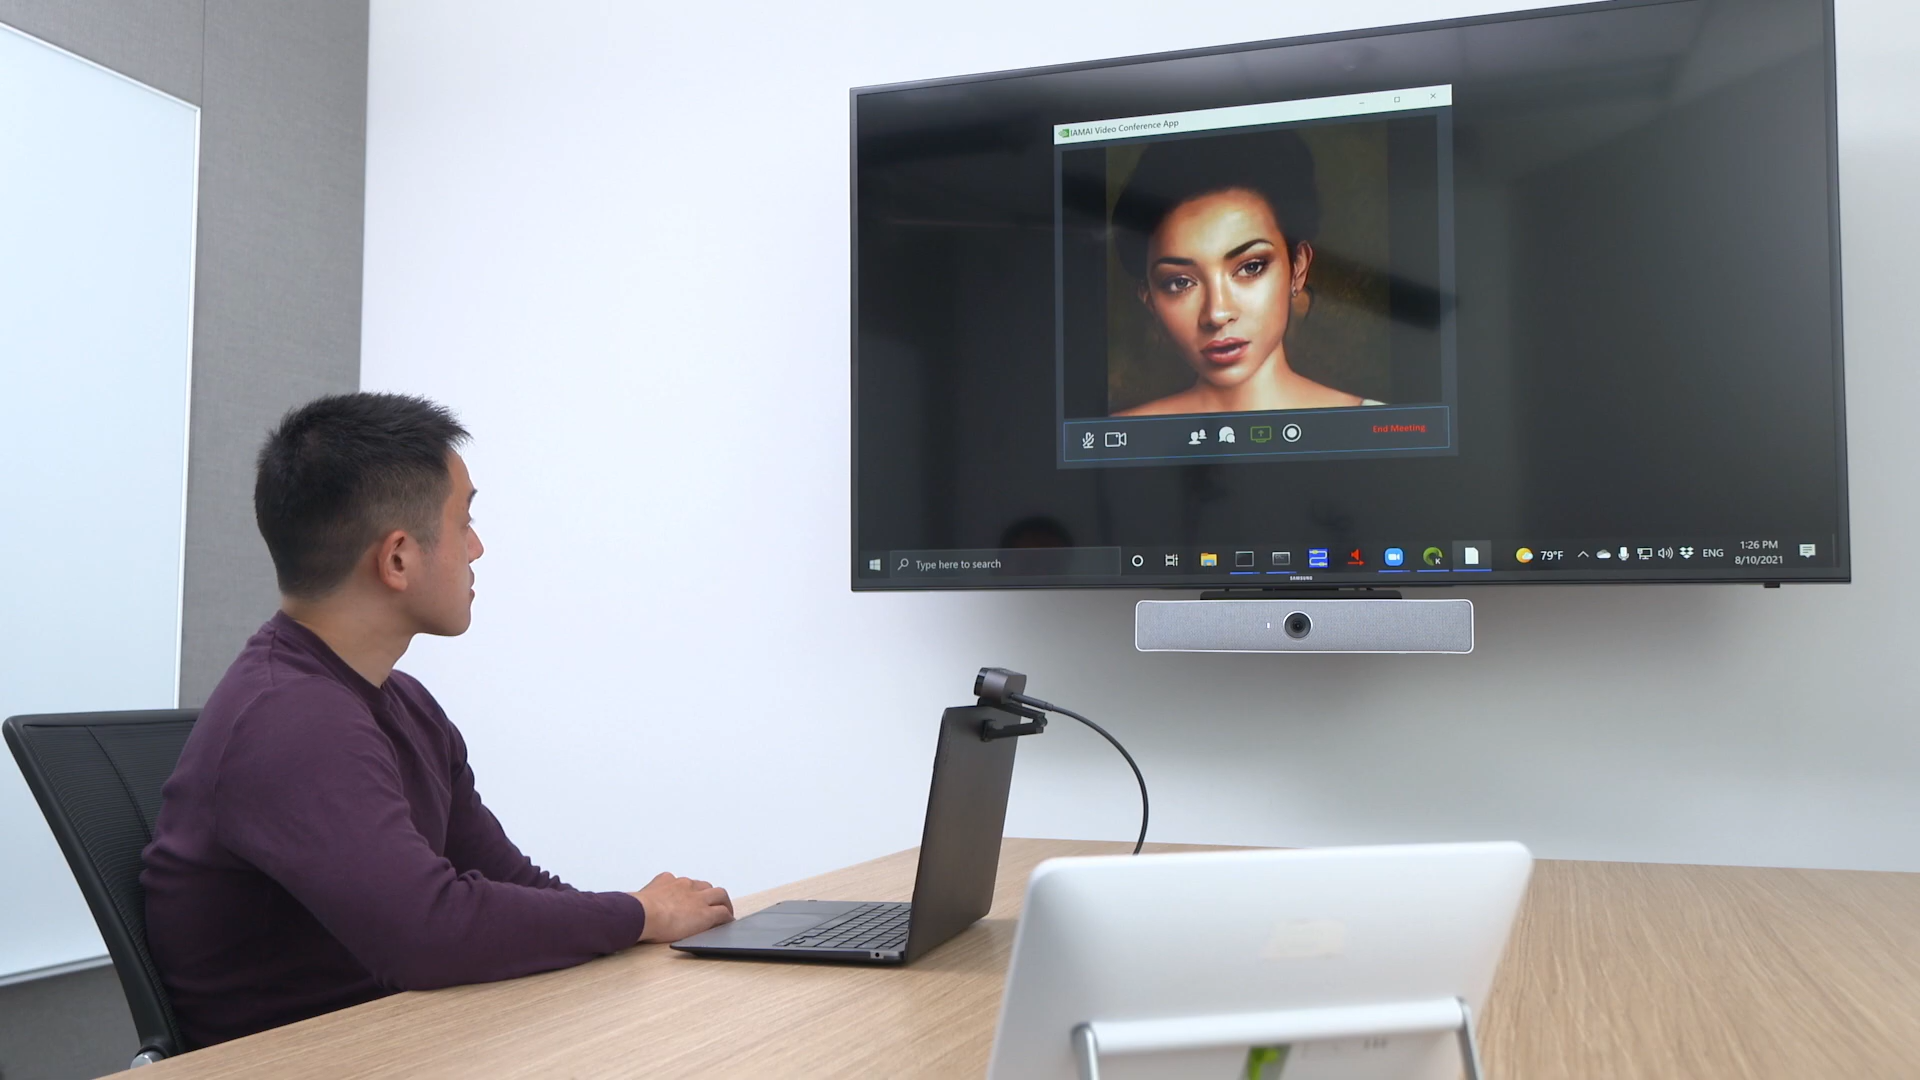 IAMAI Video Conference App
End Meeting
Type here to search
K
79°F
ENG
1:26 PM
8/10/2021
SAMSUNG